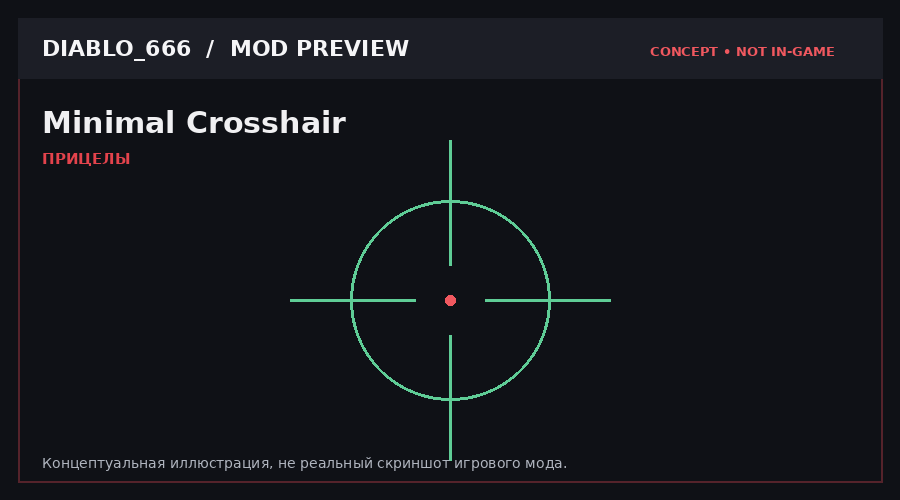 DIABLO_666 / MOD PREVIEW
CONCEPT • NOT IN-GAME
Minimal Crosshair
ПРИЦЕЛЫ
Концептуальная иллюстрация, не реальный скриншот игрового мода.